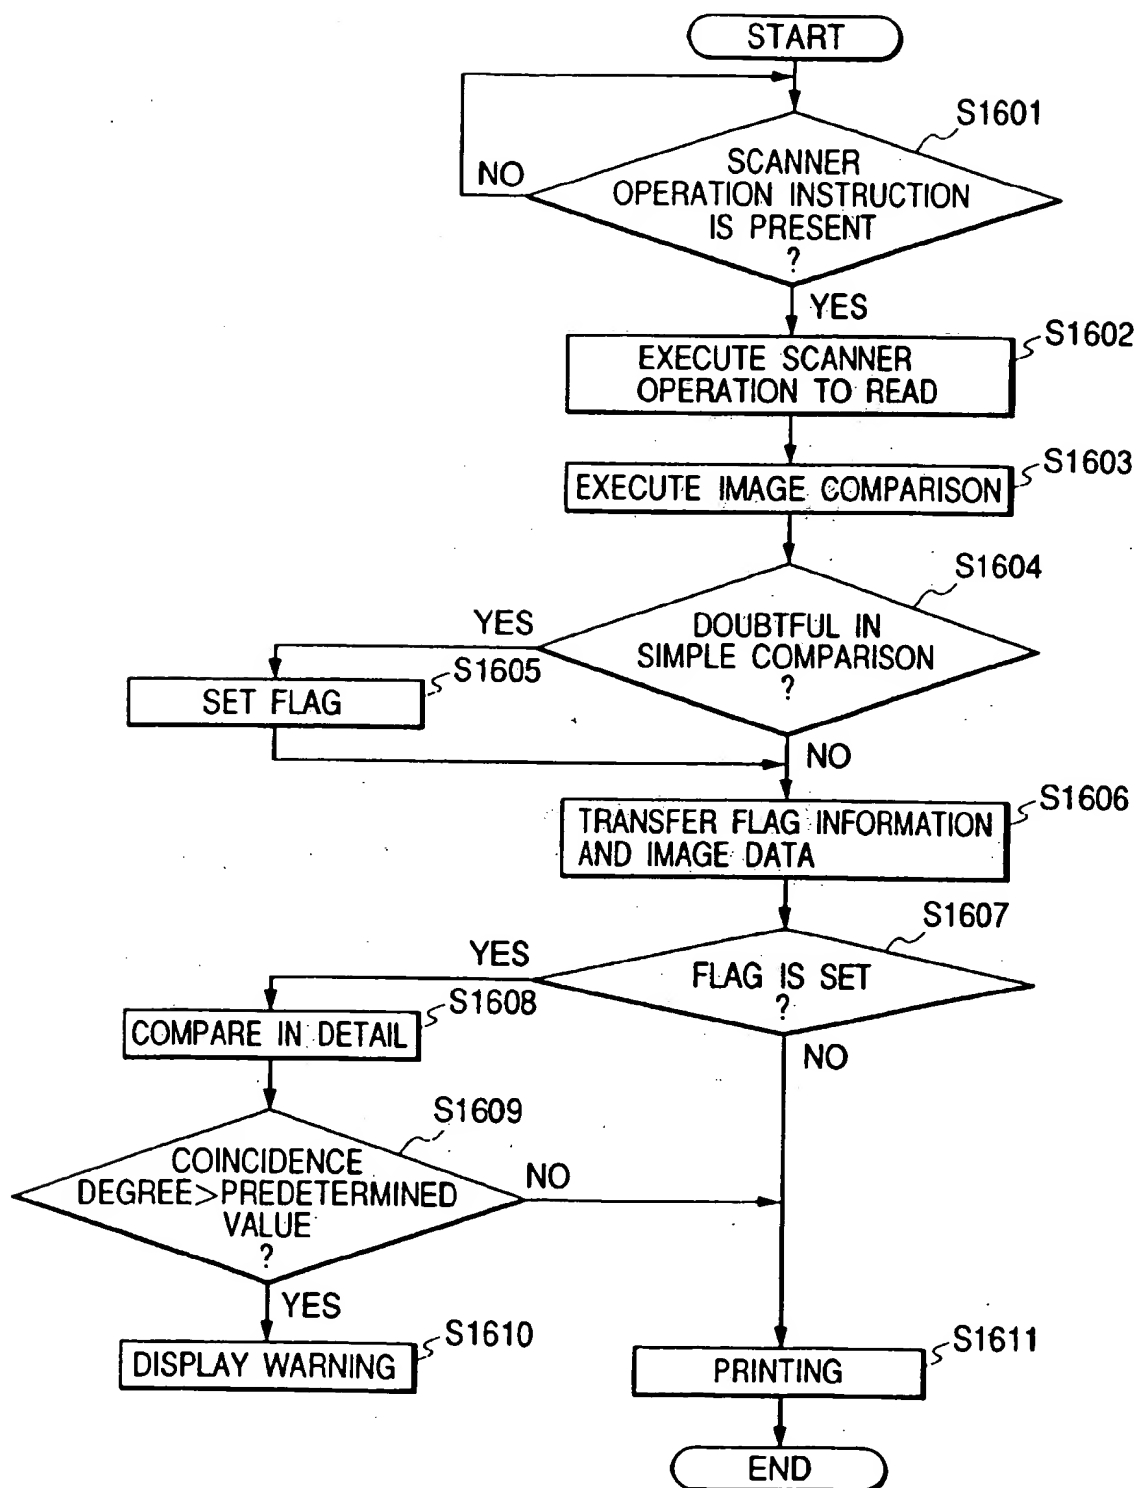 START
S1601
SCANNER
OPERATION INSTRUCTION
IS PRESENT
?
NO
YES
S1602
EXECUTE SCANNER
OPERATION TO READ
S1603
EXECUTE IMAGE COMPARISON
S1604
DOUBTFUL IN
SIMPLE COMPARISON
?
YES
S1605
SET FLAG
NO
S1606
TRANSFER FLAG INFORMATION
AND IMAGE DATA
S1607
FLAG IS SET
?
YES
S1608
COMPARE IN DETAIL
NO
S1609
COINCIDENCE
DEGREE>PREDETERMINED
VALUE
?
NO
YES
S1610
DISPLAY WARNING
S1611
PRINTING
END